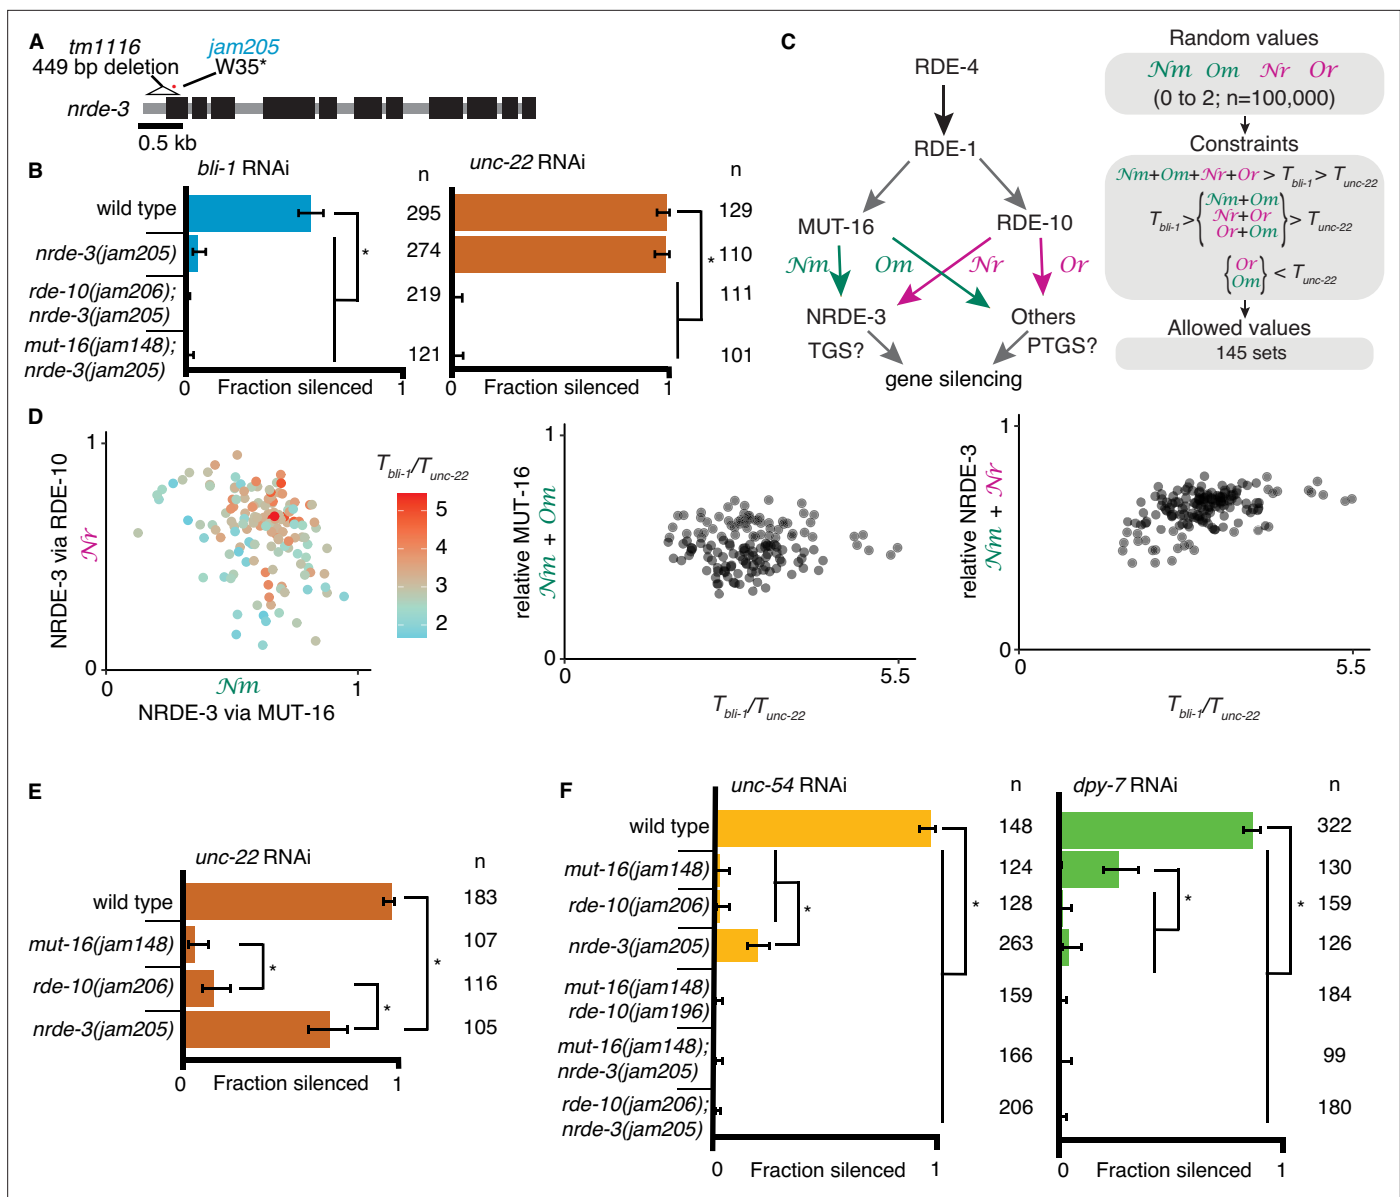 A
tm1116
449 bp deletion
jam205
W35*
nrde-3
0.5 kb
B
bli-1 RNAi
n
unc-22 RNAi
n
wild type
295
129
nrde-3(jam205)
274
* 110
*
rde-10(jam206);
nrde-3(jam205)
219
111
mut-16(jam148);
nrde-3(jam205)
121
101
0 Fraction silenced 1
0 Fraction silenced 1
C
RDE-4
RDE-1
MUT-16
RDE-10
Nm Om Nr Or
NRDE-3
Others
TGS?
PTGS?
gene silencing
Random values
Nm Om Nr Or
(0 to 2; n=100,000)
Constraints
Nm+Om+Nr+Or > Tbli-1 > Tunc-22
Tbli-1 > { Nm+Om
Nr+Or
Or+Om } > Tunc-22
{ Or
Om } < Tunc-22
Allowed values
145 sets
D
NRDE-3 via RDE-10
Nr
1
0
0
1
Nm
NRDE-3 via MUT-16
Tbli-1/Tunc-22
5
4
3
2
relative MUT-16
Nm + Om
1
0
0
5.5
Tbli-1/Tunc-22
relative NRDE-3
Nm + Nr
1
0
0
5.5
Tbli-1/Tunc-22
E
unc-22 RNAi
n
wild type
183
mut-16(jam148)
107
*
*
rde-10(jam206)
116
*
nrde-3(jam205)
105
0 Fraction silenced 1
F
unc-54 RNAi
n
dpy-7 RNAi
n
wild type
148
322
mut-16(jam148)
124
130
rde-10(jam206)
* * 128
* * 159
nrde-3(jam205)
263
126
mut-16(jam148)
rde-10(jam196)
159
184
mut-16(jam148);
nrde-3(jam205)
166
99
rde-10(jam206);
nrde-3(jam205)
206
180
0 Fraction silenced 1
0 Fraction silenced 1